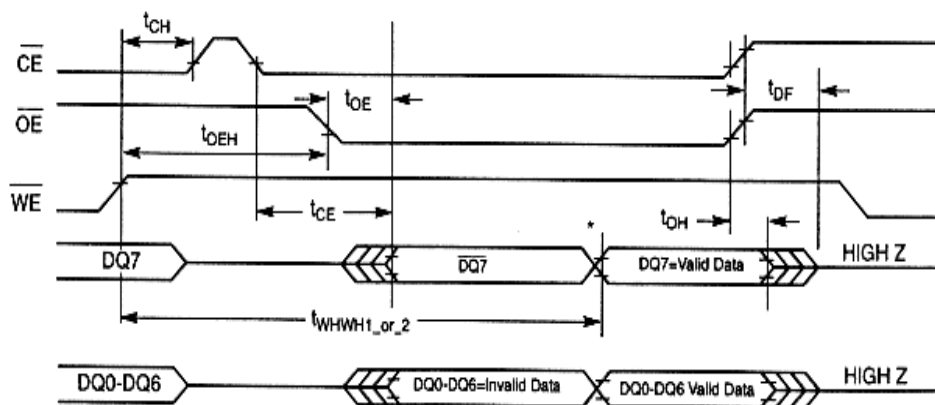 tCH
CE
tOE
tDF
OE
tOEH
WE
tCE
tOH
*
DQ7
DQ7
DQ7=Valid Data
HIGH Z
tWHWH1_or_2
DQ0-DQ6
DQ0-DQ6=Invalid Data
DQ0-DQ6 Valid Data
HIGH Z